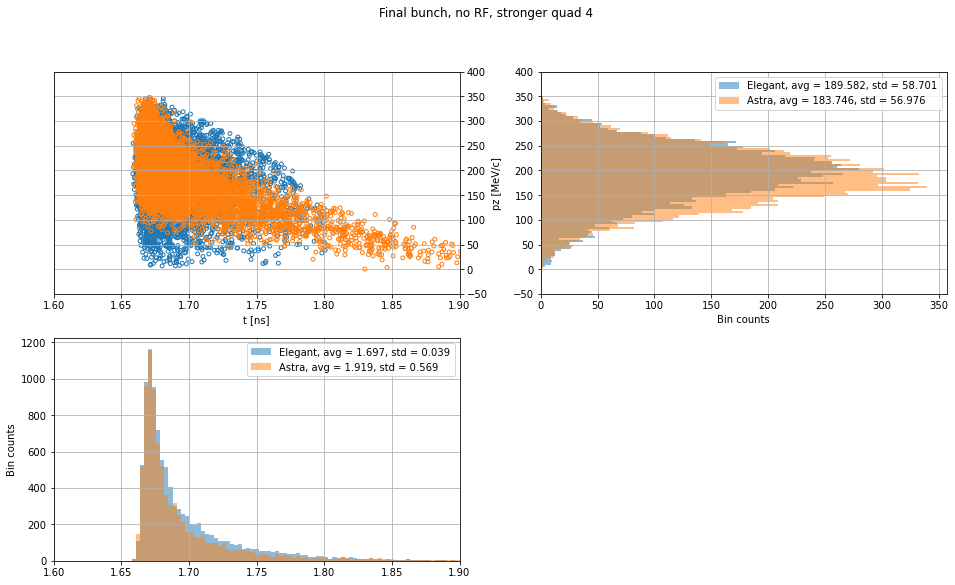 Final bunch, no RF, stronger quad 4
400
350
300
250
200
150
100
50
0
−50
pz [MeV/c]
1.60 1.65 1.70 1.75 1.80 1.85 1.90
t [ns]
400
350
300
250
200
150
100
50
0
−50
Elegant, avg = 189.582, std = 58.701
Astra, avg = 183.746, std = 56.976
0 50 100 150 200 250 300 350
Bin counts
1200
1000
800
600
400
200
0
Bin counts
Elegant, avg = 1.697, std = 0.039
Astra, avg = 1.919, std = 0.569
1.60 1.65 1.70 1.75 1.80 1.85 1.90